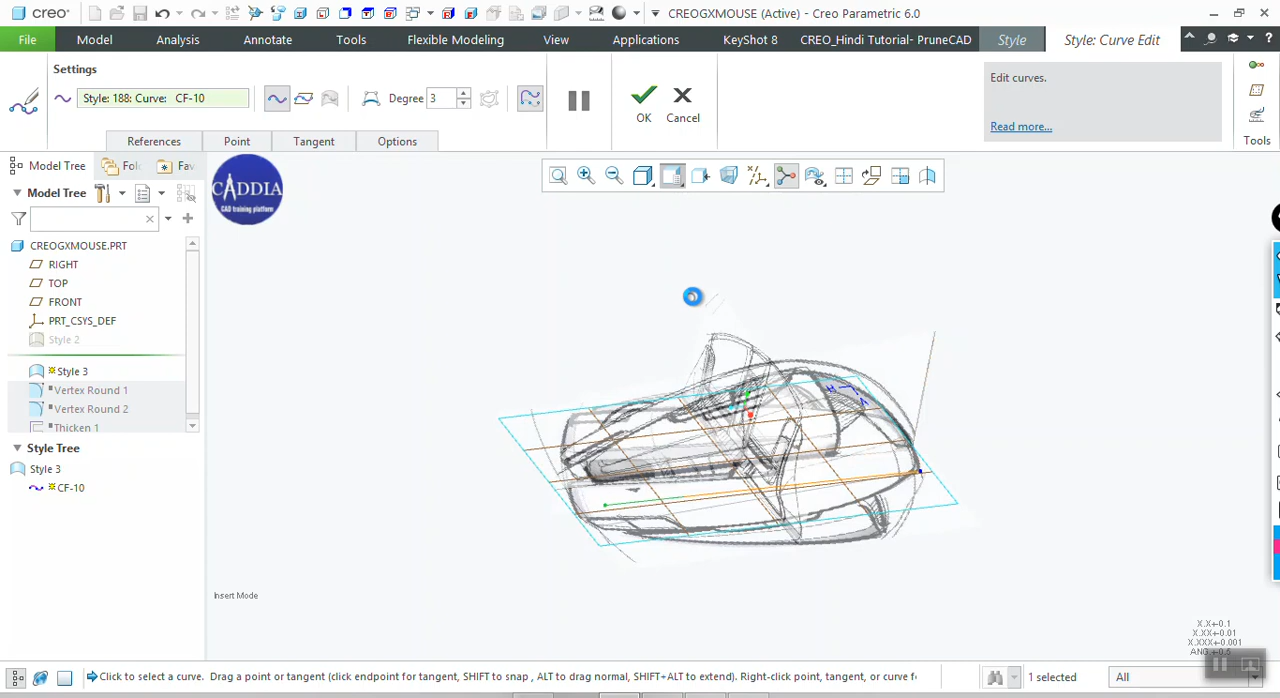 creo°
CREOGXMOUSE (Active) - Creo Parametric 6.0
File
Model
Analysis
Annotate
Tools
Flexible Modeling
View
Applications
KeyShot 8
CREO_Hindi Tutorial- PruneCAD
Style
Style: Curve Edit
Settings
Style: 188: Curve: CF-10
Degree 3
OK
Cancel
Edit curves.
Read more...
Tools
References
Point
Tangent
Options
Model Tree
Fol
Fav
CADDIA
CAD training platform
Model Tree
CREOGXMOUSE.PRT
RIGHT
TOP
FRONT
PRT_CSYS_DEF
Style 2
Style 3
Vertex Round 1
Vertex Round 2
Thicken 1
Style Tree
Style 3
CF-10
Insert Mode
X.X+-0.1
X.XX+-0.01
X.XXX+-0.001
ANG.+-0.5
Click to select a curve. Drag a point or tangent (click endpoint for tangent, SHIFT to snap , ALT to drag normal, SHIFT+ALT to extend). Right-click point, tangent, or curve f
1 selected
All